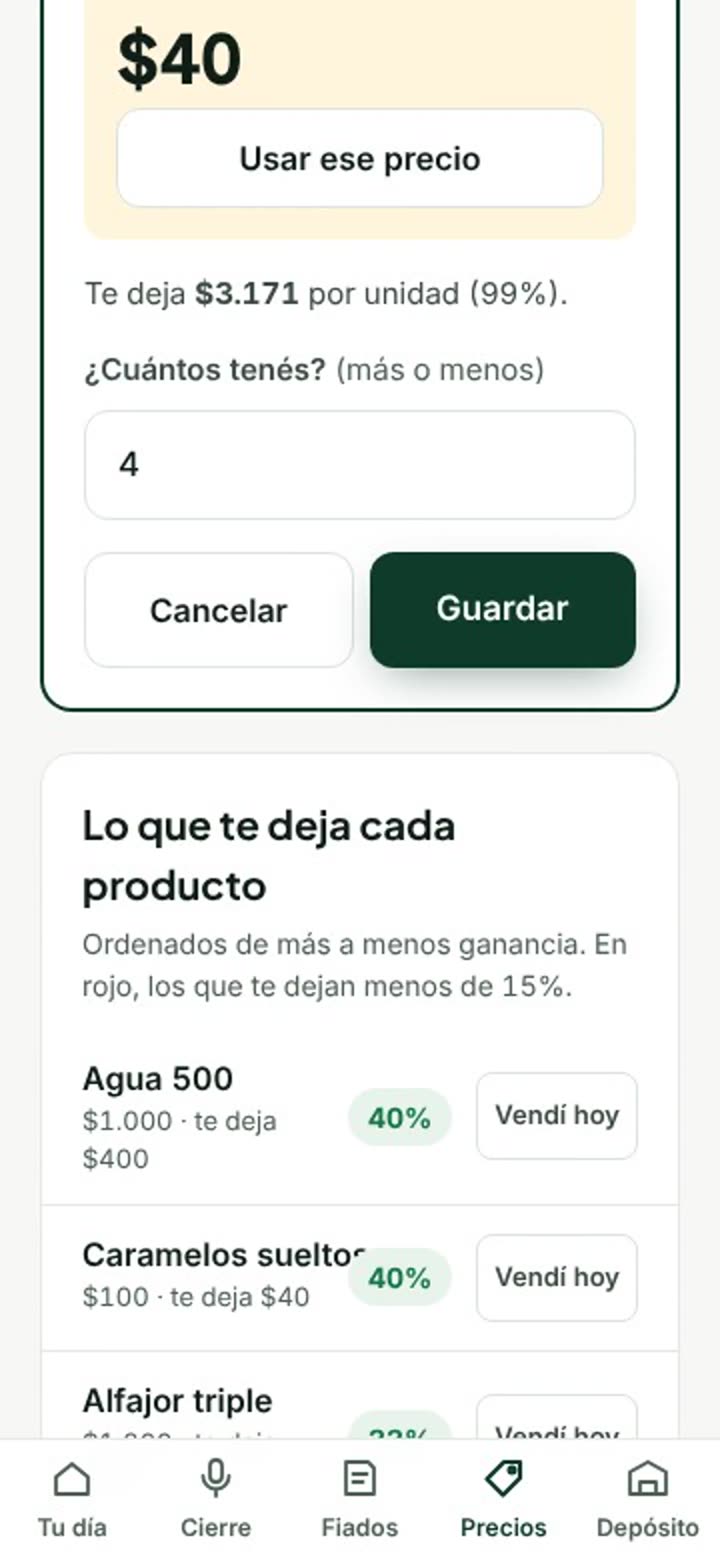 $40
Usar ese precio
Te deja $3.171 por unidad (99%).
¿Cuántos tenés? (más o menos)
4
Cancelar
Guardar
Lo que te deja cada
producto
Ordenados de más a menos ganancia. En
rojo, los que te dejan menos de 15%.
Agua 500
$1.000 · te deja
$400
40%
Vendí hoy
Caramelos sueltos
$100 · te deja $40
40%
Vendí hoy
Alfajor triple
Vendí hoy
Tu día
Cierre
Fiados
Precios
Depósito